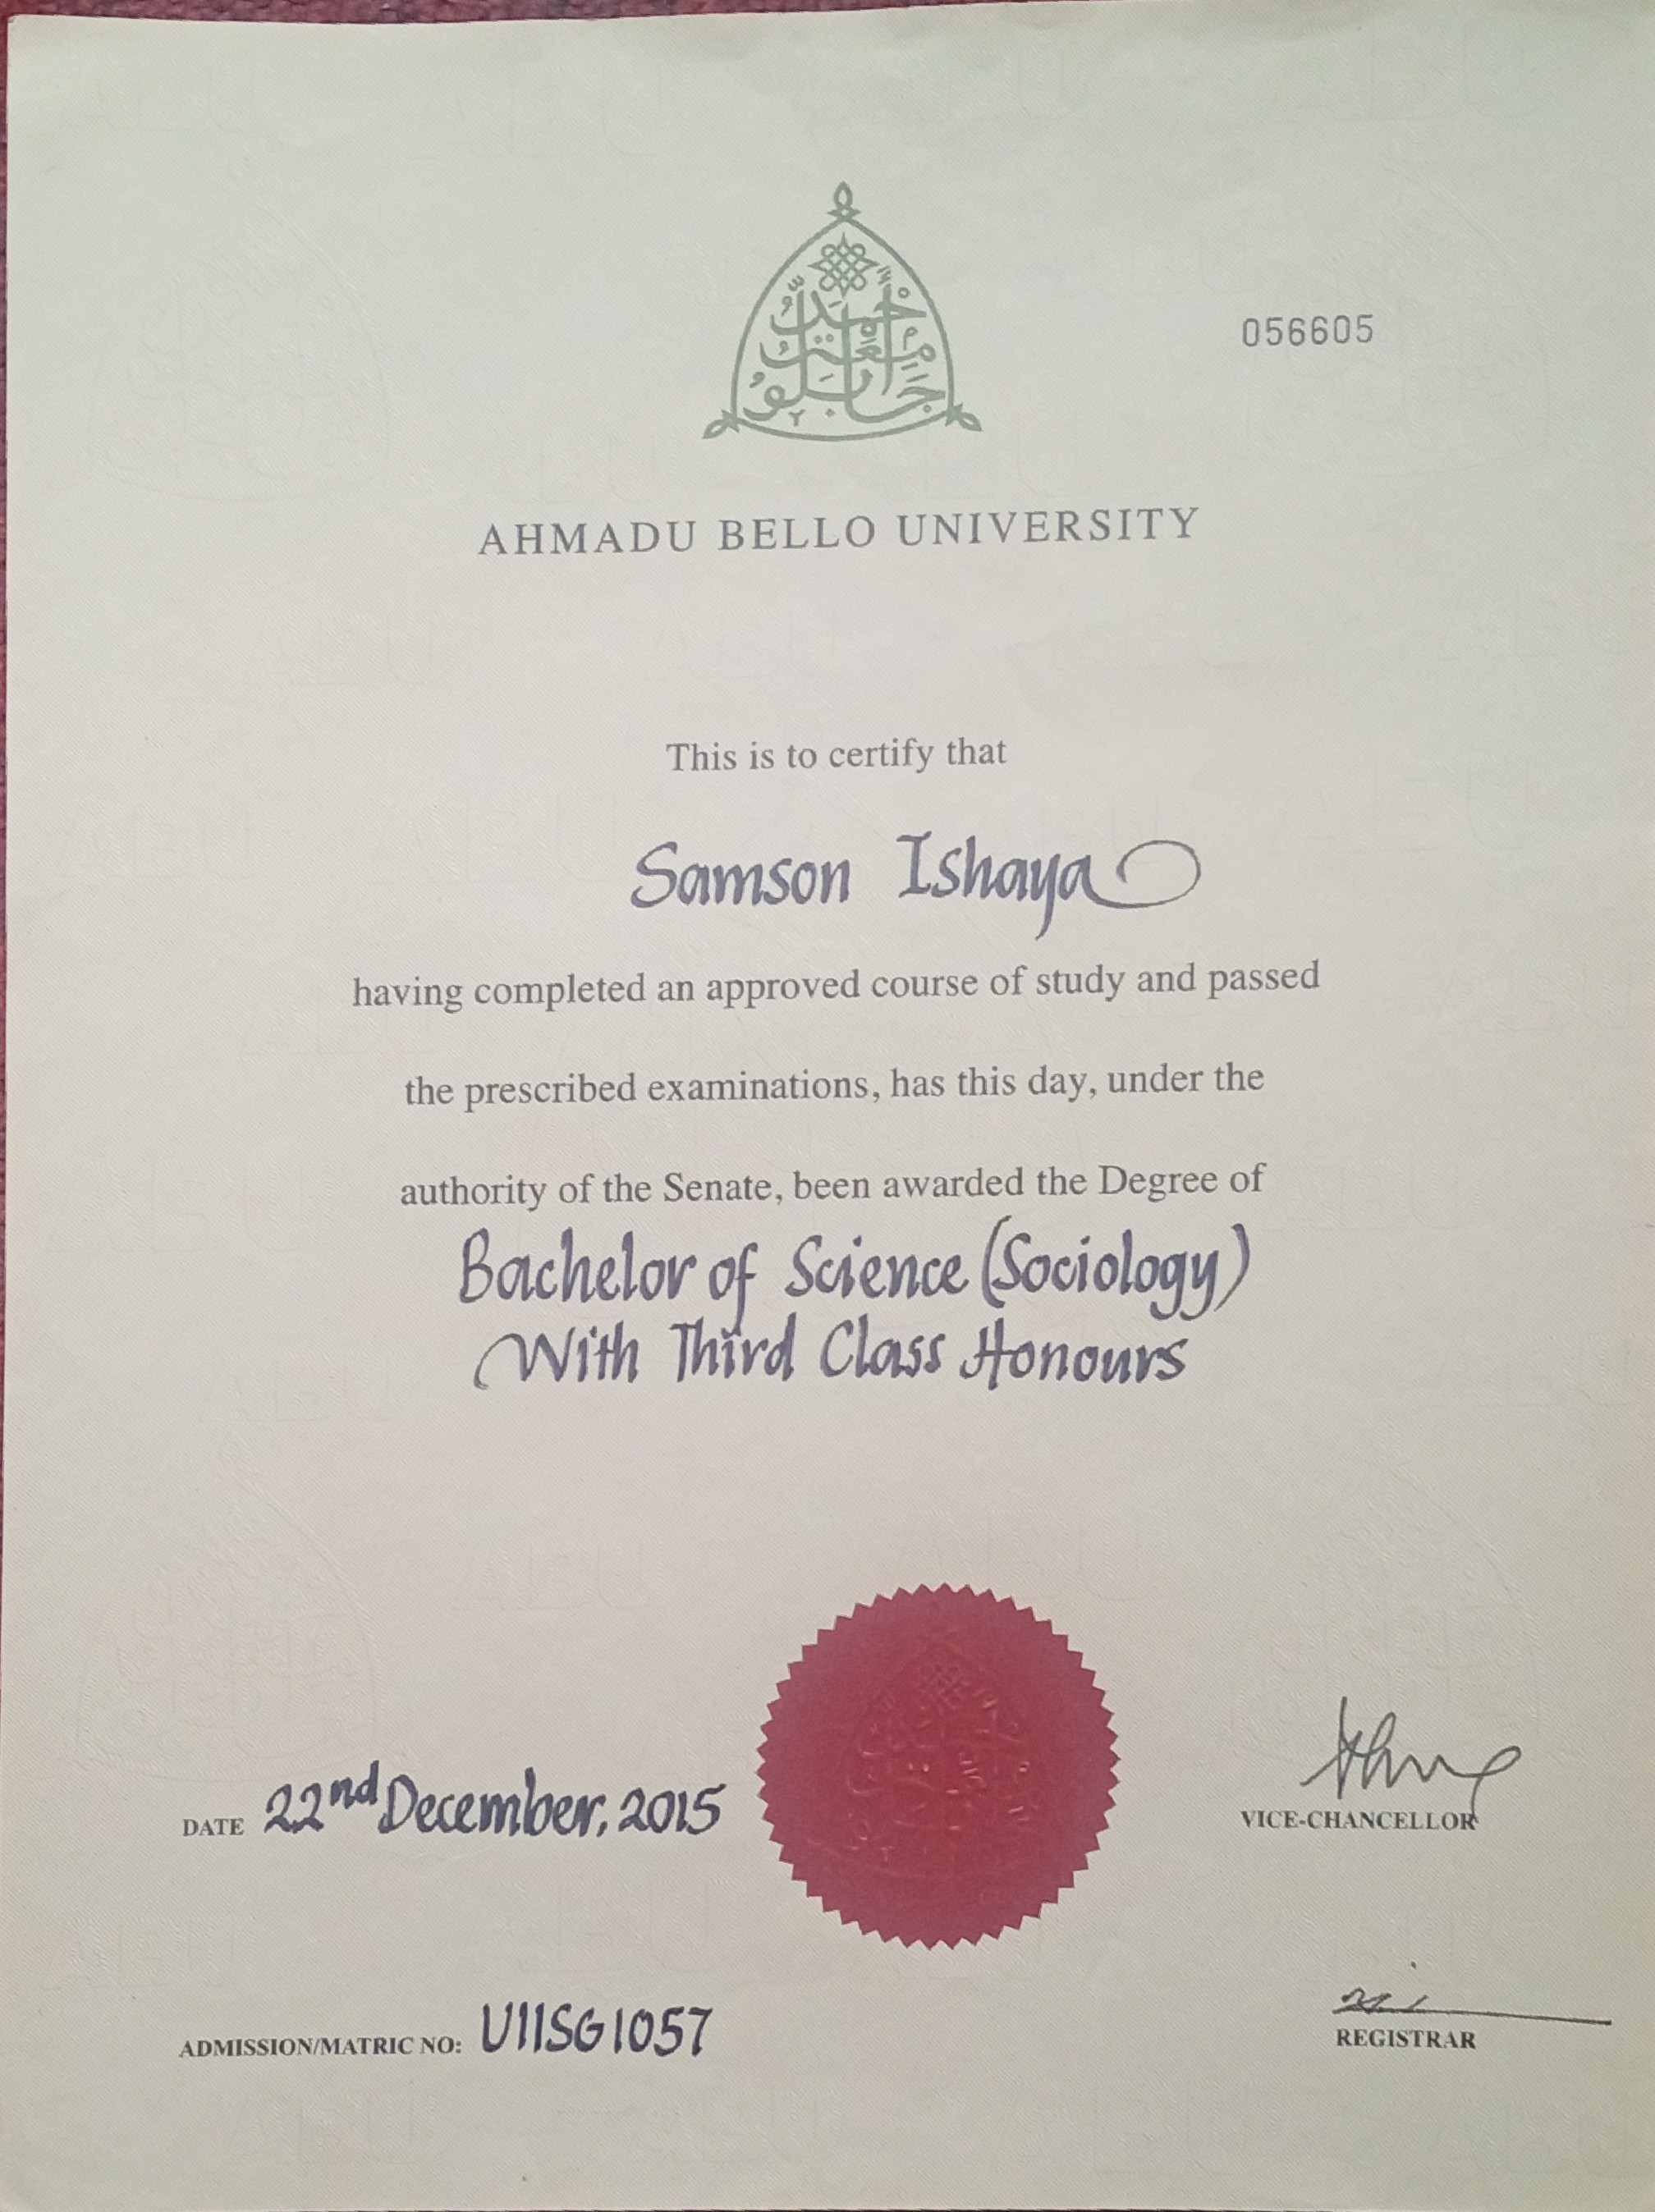 056605
AHMADU BELLO UNIVERSITY
This is to certify that
Samson Ishaya
having completed an approved course of study and passed
the prescribed examinations, has this day, under the
authority of the Senate, been awarded the Degree of
Bachelor of Science (Sociology)
With Third Class Honours
DATE 22nd December, 2015
VICE-CHANCELLOR
ADMISSION/MATRIC NO: U11SG1057
REGISTRAR